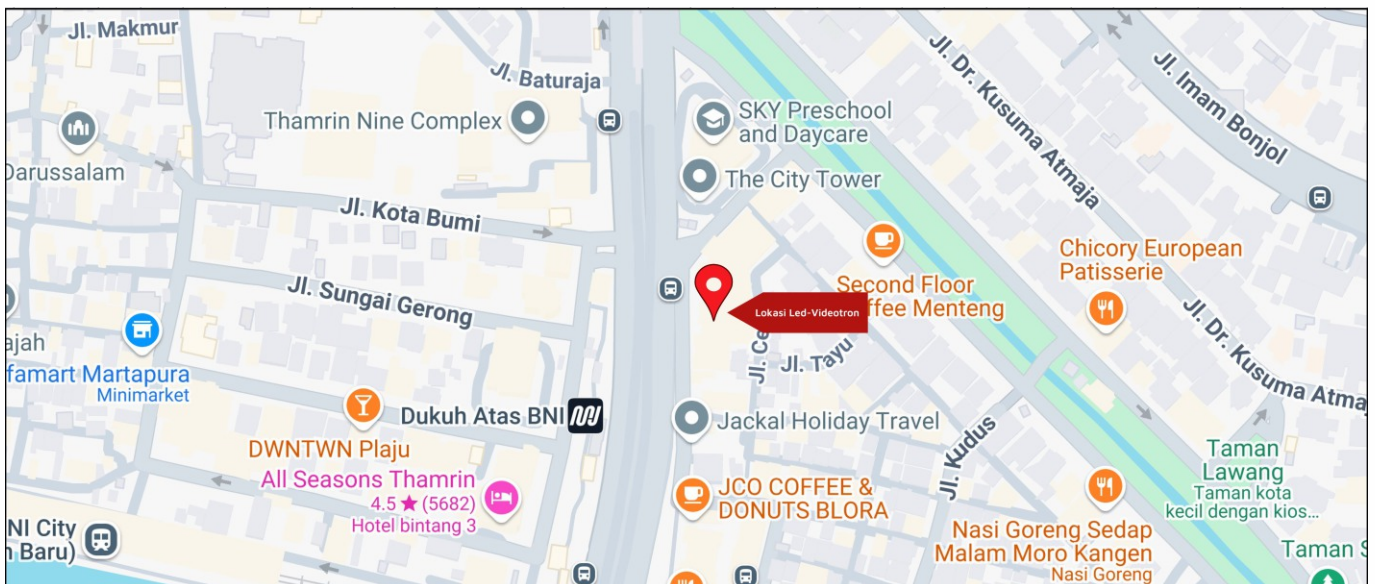 Jl. Makmur
Jl. Baturaja
Thamrin Nine Complex
SKY Preschool
and Daycare
Jl. Dr. Kusuma Atmaja
Jl. Imam Bonjol
Darussalam
The City Tower
Jl. Kota Bumi
Chicory European
Patisserie
Jl. Sungai Gerong
Lokasi Led-Videotron
Second Floor
ffee Menteng
Jl. Ce
Jl. Tayu
Jl. Dr. Kusuma Atma
ajah
famart Martapura
Minimarket
Dukuh Atas BNI
Jackal Holiday Travel
DWNTWN Plaju
Jl. Kudus
Taman
Lawang
Taman kota
kecil dengan kios...
All Seasons Thamrin
4.5 ★ (5682)
Hotel bintang 3
JCO COFFEE &
DONUTS BLORA
NI City
Baru)
Nasi Goreng Sedap
Malam Moro Kangen
Nasi Goreng
Taman S